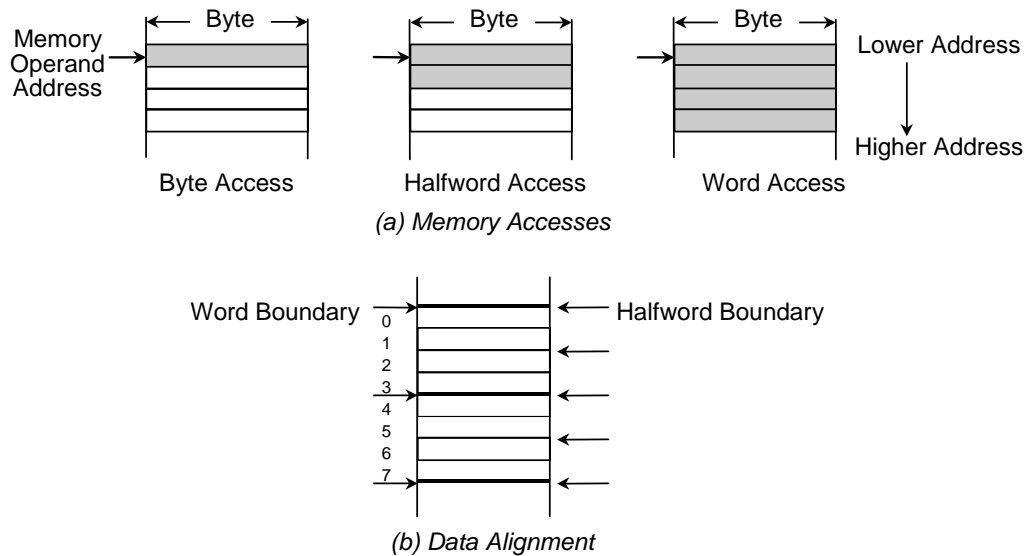 Byte
Byte
Byte
Memory
Operand
Address
Lower Address
Higher Address
Byte Access
Halfword Access
Word Access
(a) Memory Accesses
Word Boundary
Halfword Boundary
0
1
2
3
4
5
6
7
(b) Data Alignment